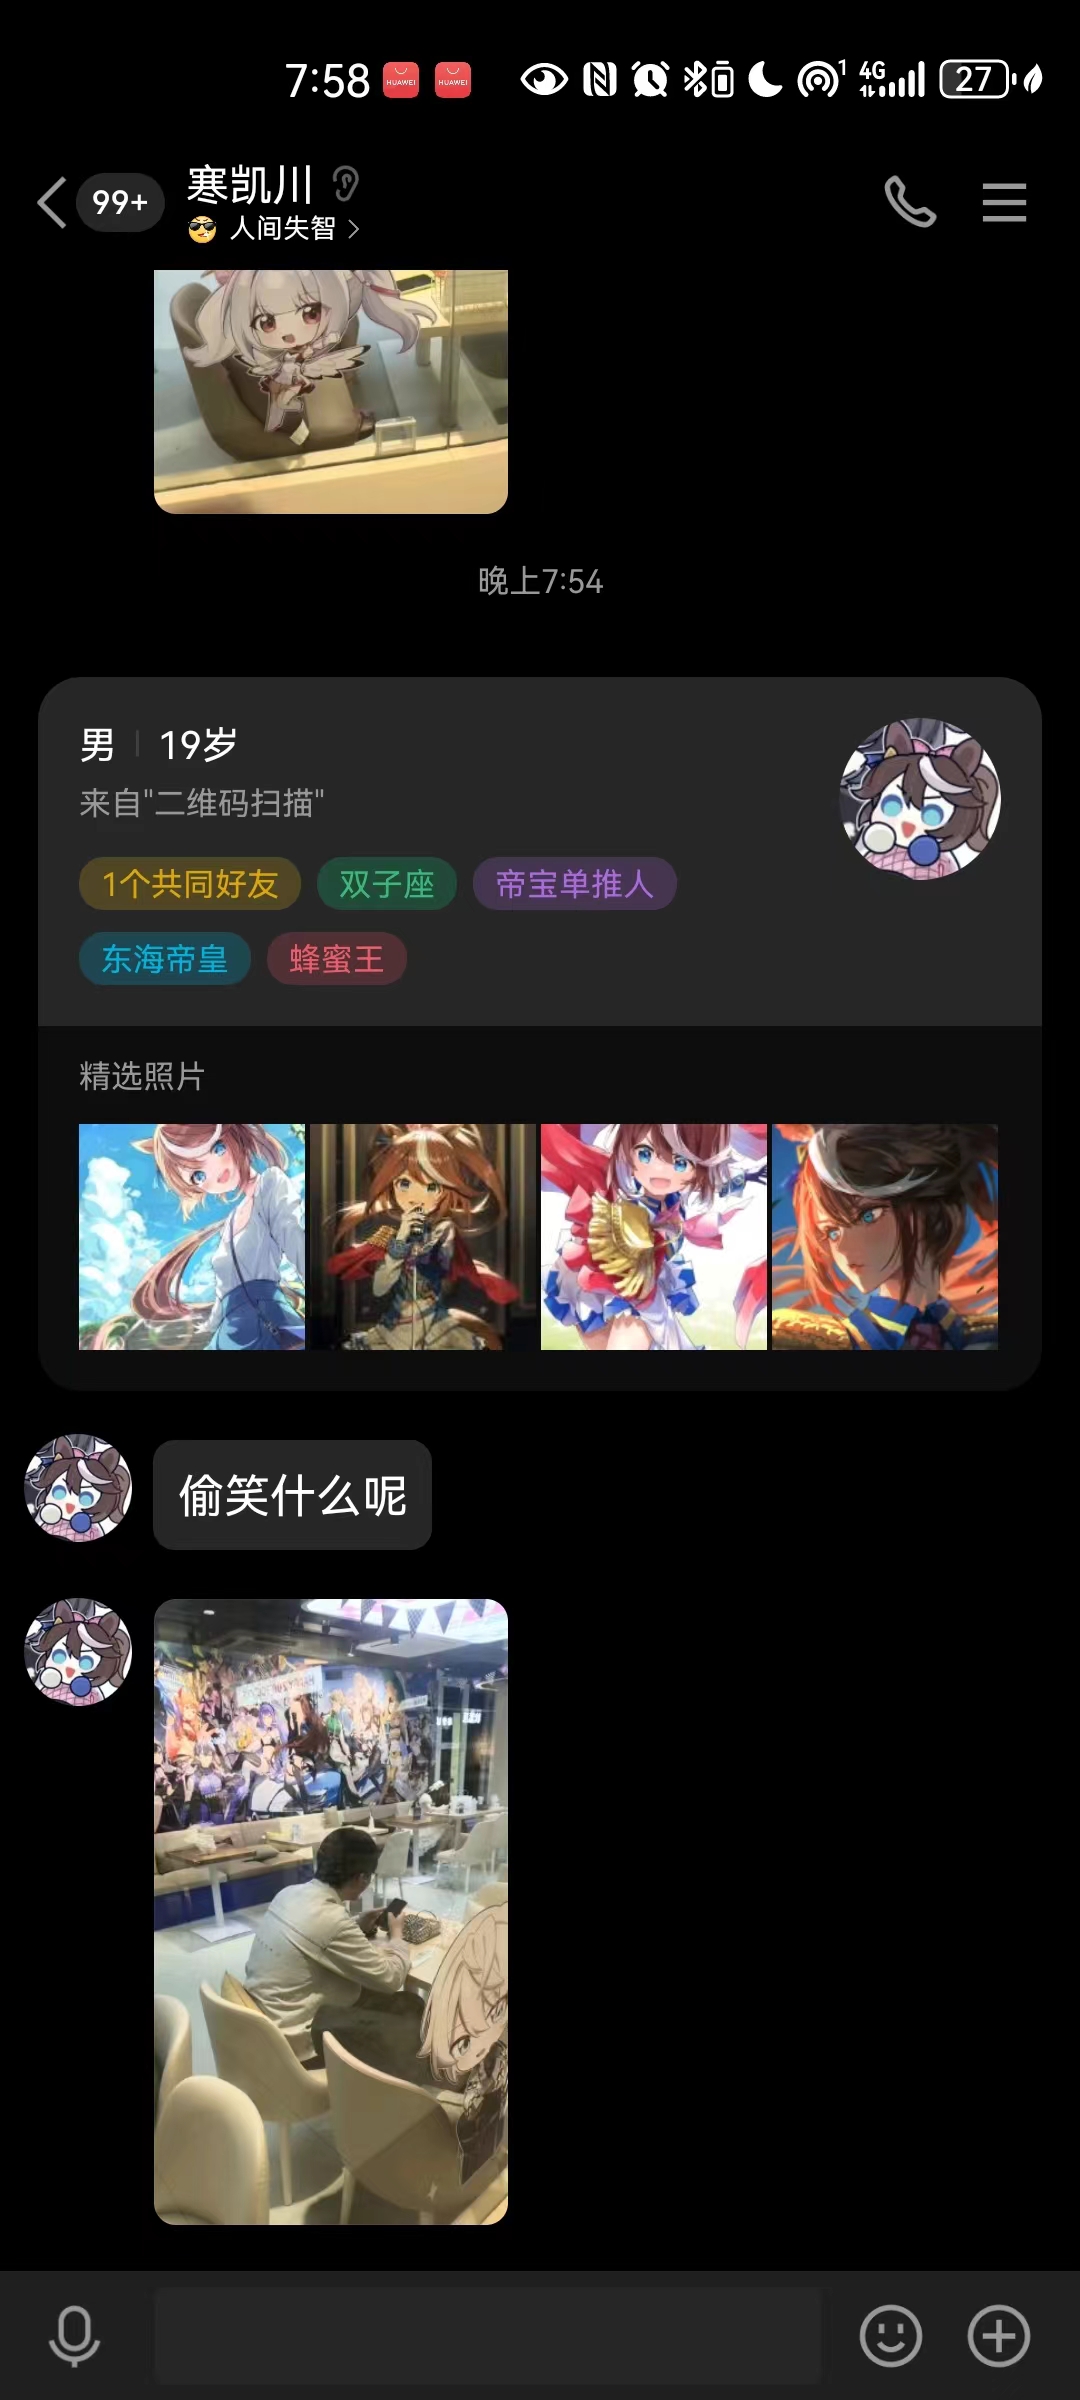 7:58
HUAWEI
HUAWEI
1
4G
27
99+
寒凯川
人间失智
晚上7:54
男
19岁
来自"二维码扫描"
1个共同好友
双子座
帝宝单推人
东海帝皇
蜂蜜王
精选照片
偷笑什么呢